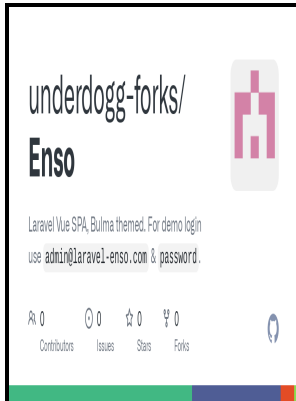 underdogg-forks/
Enso
Laravel Vue SPA, Bulma themed. For demo login
use admin@laravel-enso.com & password.
0 0 0 0
Contributors Issues Stars Forks